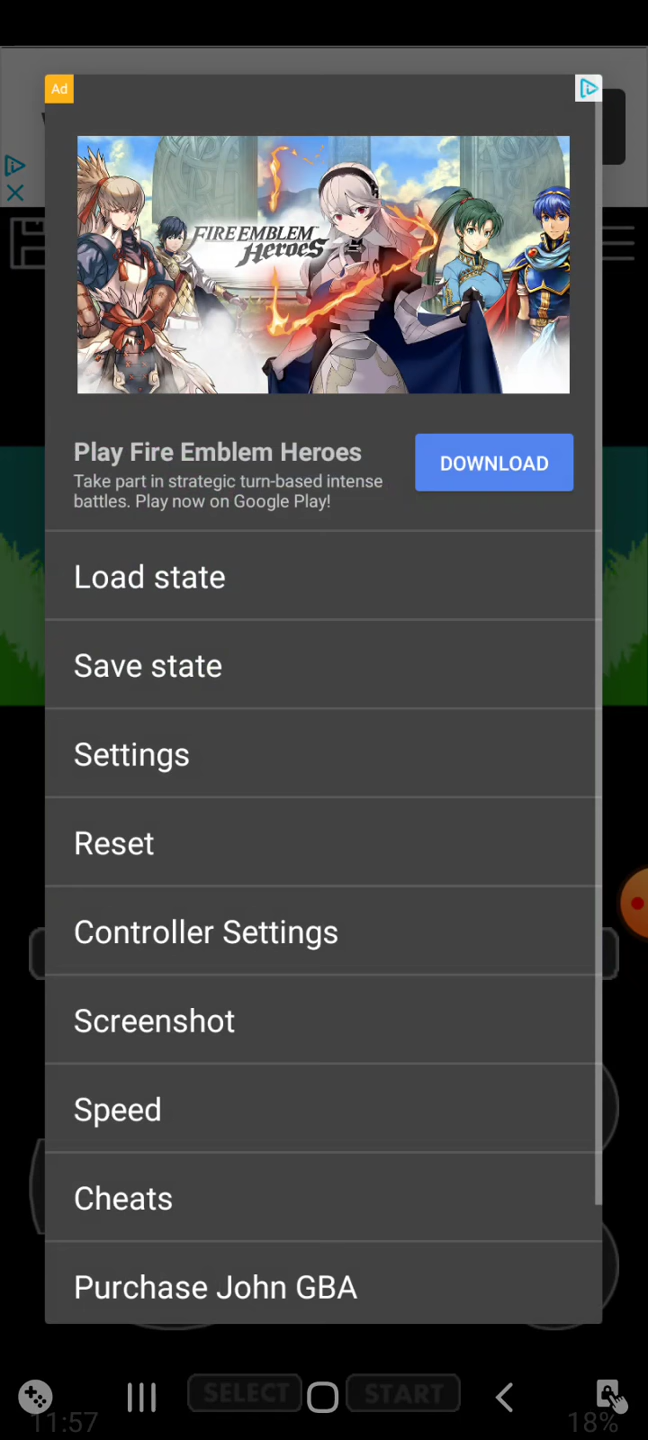 Ad
FIRE EMBLEM
Heroes
Play Fire Emblem Heroes
DOWNLOAD
Take part in strategic turn-based intense
battles. Play now on Google Play!
Load state
Save state
Settings
Reset
Controller Settings
Screenshot
Speed
Cheats
Purchase John GBA
SELECT
START
11:57
18%